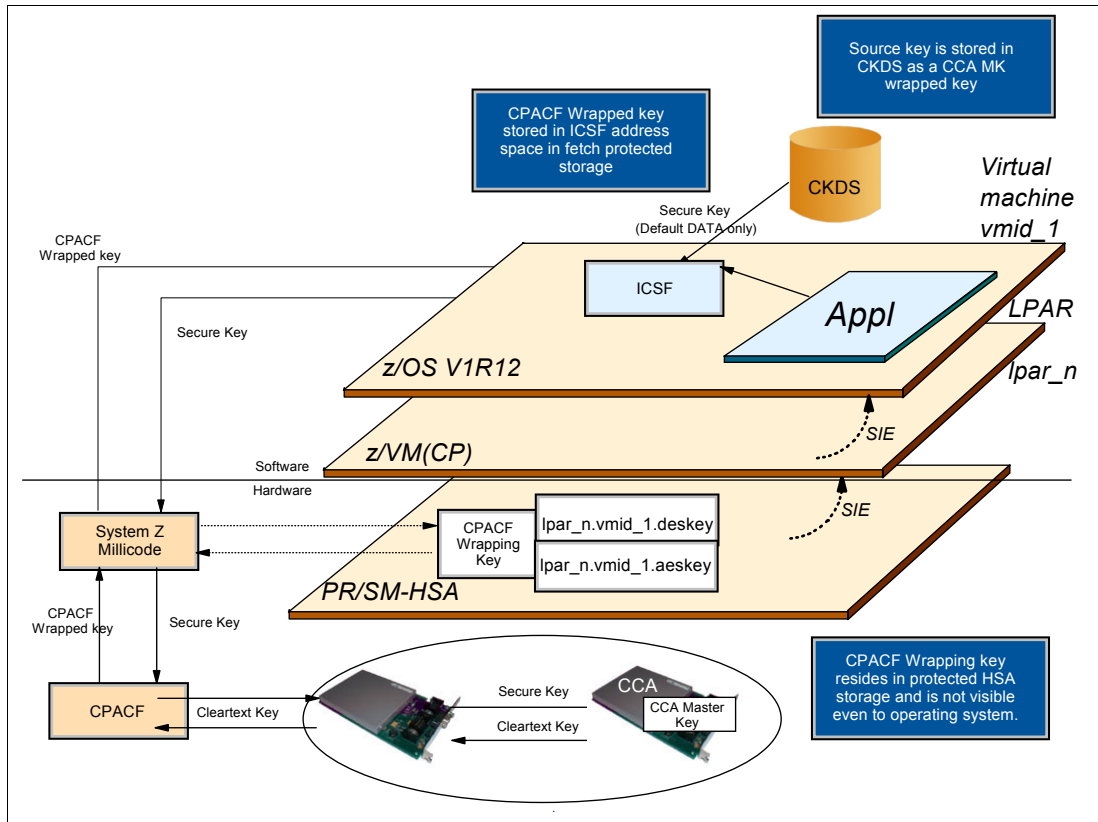 Source key is stored in
CKDS as a CCA MK
wrapped key
CPACF Wrapped key
stored in ICSF address
space in fetch protected
storage
CKDS
Virtual
machine
vmid_1
Secure Key
(Default DATA only)
CPACF
Wrapped key
ICSF
Appl
LPAR
Secure Key
z/OS V1R12
lpar_n
SIE
z/VM(CP)
Software
Hardware
System Z
Millicode
CPACF
Wrapping
Key
lpar_n.vmid_1.deskey
lpar_n.vmid_1.aeskey
SIE
PR/SM-HSA
CPACF
Wrapped key
Secure Key
CPACF
Cleartext Key
Secure Key
Cleartext Key
CCA
CCA Master
Key
CPACF Wrapping key
resides in protected HSA
storage and is not visible
even to operating system.